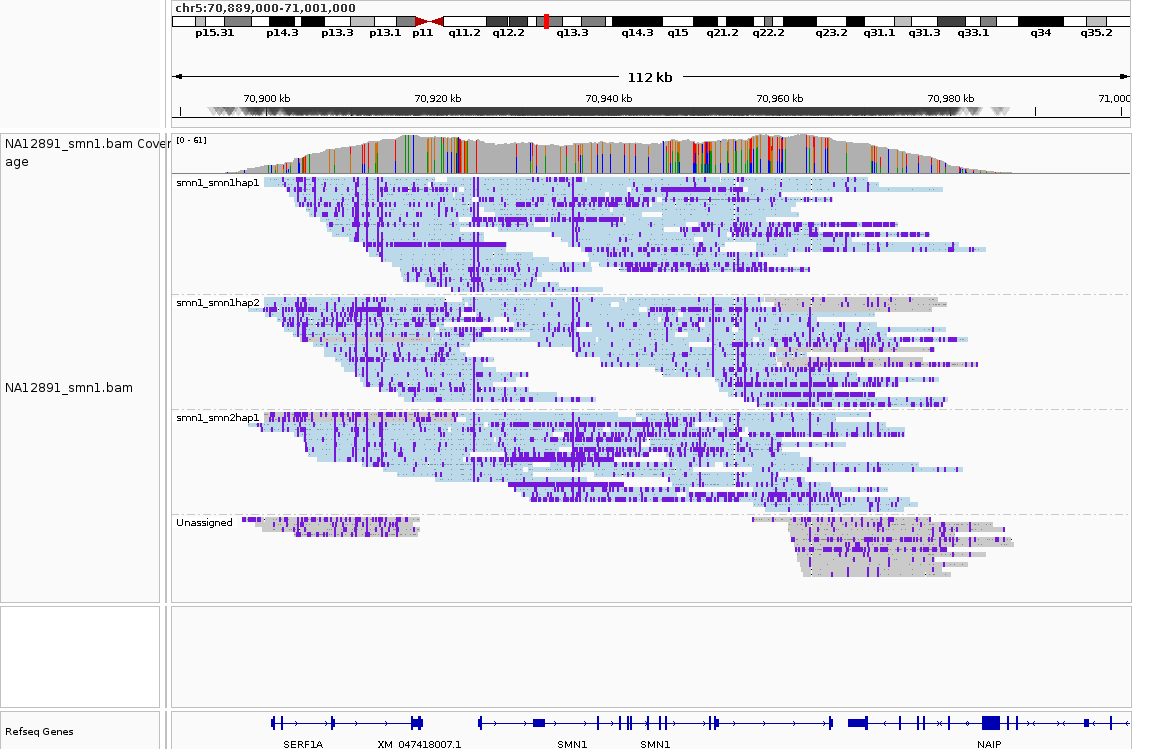 chr5:70,889,000-71,001,000
p15.31 p14.3 p13.3 p13.1 p11 q11.2 q12.2 q13.3 q14.3 q15 q21.2 q22.2 q23.2 q31.1 q31.3 q33.1 q34 q35.2
112 kb
70,900 kb 70,920 kb 70,940 kb 70,960 kb 70,980 kb 71,000
NA12891_smn1.bam Cover
age
[0 - 61]
smn1_smn1hap1
smn1_smn1hap2
NA12891_smn1.bam
smn1_smn2hap1
Unassigned
Refseq Genes
SERF1A XM_047418007.1 SMN1 SMN1 NAIP